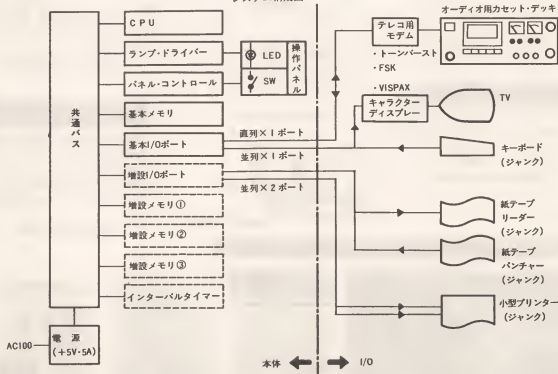 オーディオ用カセット・デッキ
CPU
ランプ・ドライバー
パネル・コントロール
基本メモリ
基本I/Oポート
増設I/Oポート
増設メモリ①
増設メモリ②
増設メモリ③
インターバルタイマー
共通バス
電源
(+5V・5A)
AC100
LED
SW
操作パネル
テレコ用
モデム
・トーンバースト
・FSK
・VISPAX
キャラクター
ディスプレー
TV
直列×1ポート
並列×1ポート
並列×2ポート
キーボード
(ジャンク)
紙テープ
リーダー
(ジャンク)
紙テープ
パンチャー
(ジャンク)
小型プリンター
(ジャンク)
本体
I/O